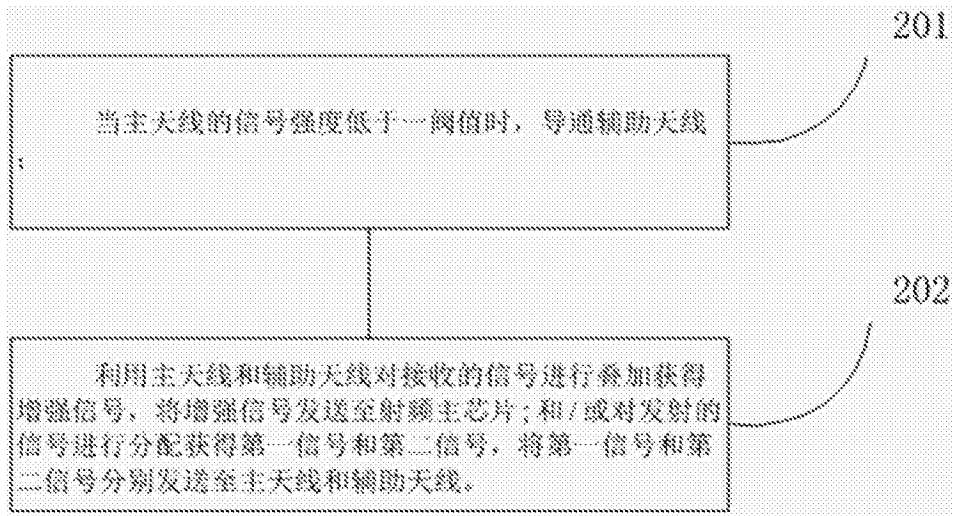 201
当主天线的信号强度低于一阈值时，导通辅助天线
；
202
利用主天线和辅助天线对接收的信号进行叠加获得
增强信号，将增强信号发送至射频主芯片；和/或对发射的
信号进行分配获得第一信号和第二信号，将第一信号和第
二信号分别发送至主天线和辅助天线。